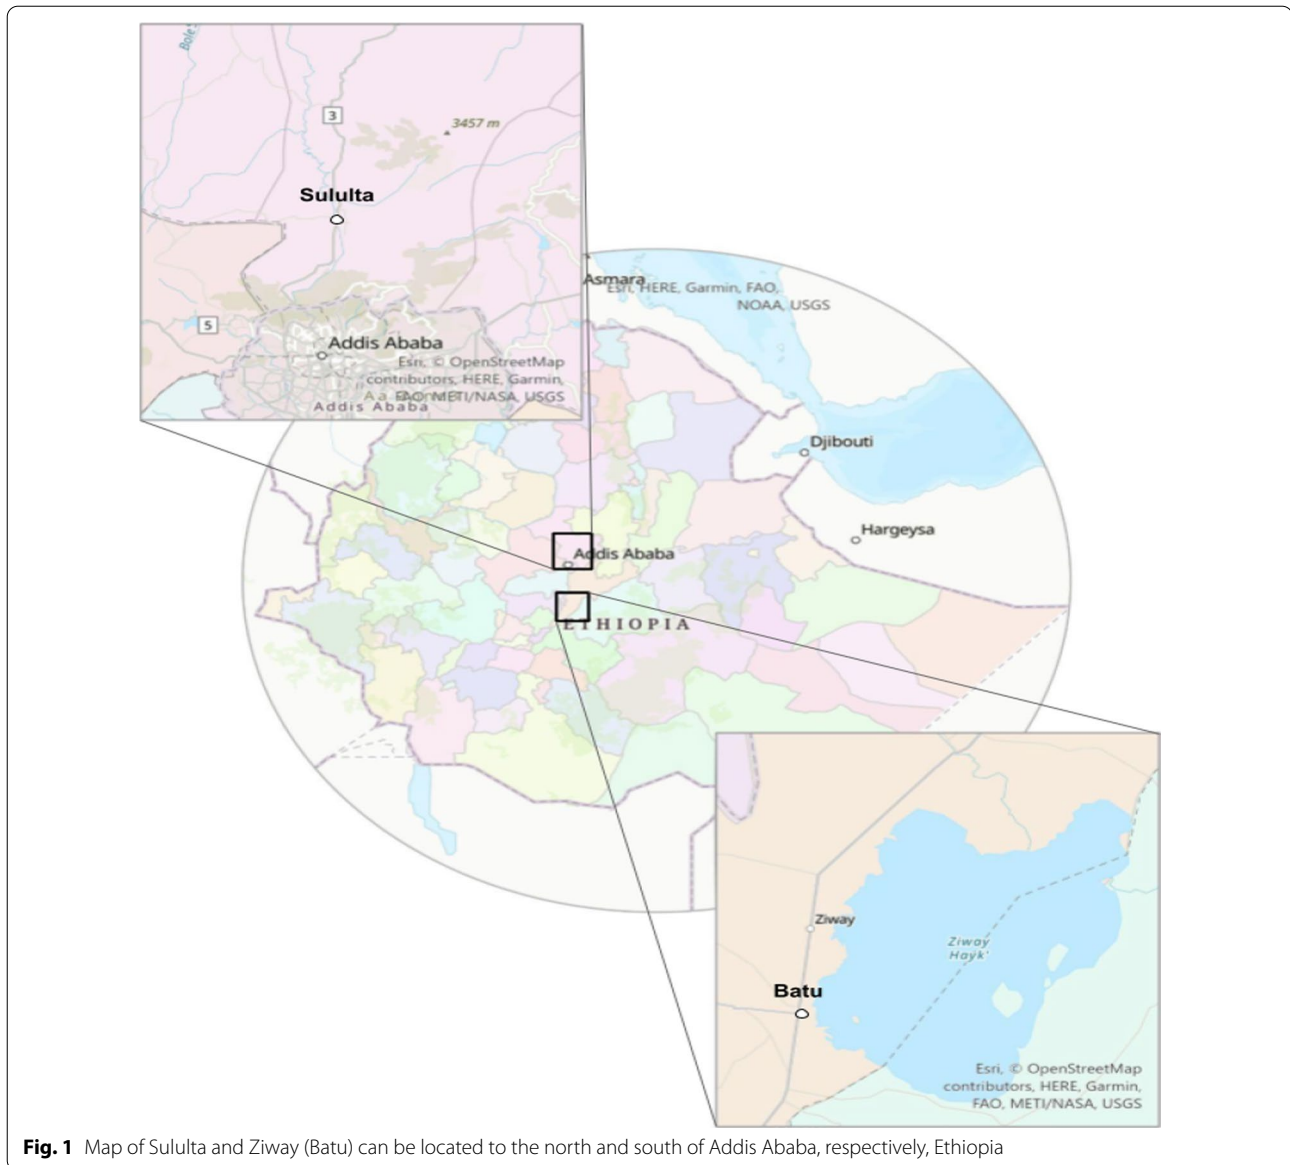 Bole
3
3457 m
Sululta
5
Addis Ababa
Esri, © OpenStreetMap
contributors, HERE, Garmin,
FAO, METI/NASA, USGS
Addis Ababa
Asmara
Esri, HERE, Garmin, FAO,
NOAA, USGS
Djibouti
Hargeysa
Addis Ababa
ETHIOPIA
Ziway
Ziway
Hayk'
Batu
Esri, © OpenStreetMap
contributors, HERE, Garmin,
FAO, METI/NASA, USGS
Fig. 1 Map of Sululta and Ziway (Batu) can be located to the north and south of Addis Ababa, respectively, Ethiopia